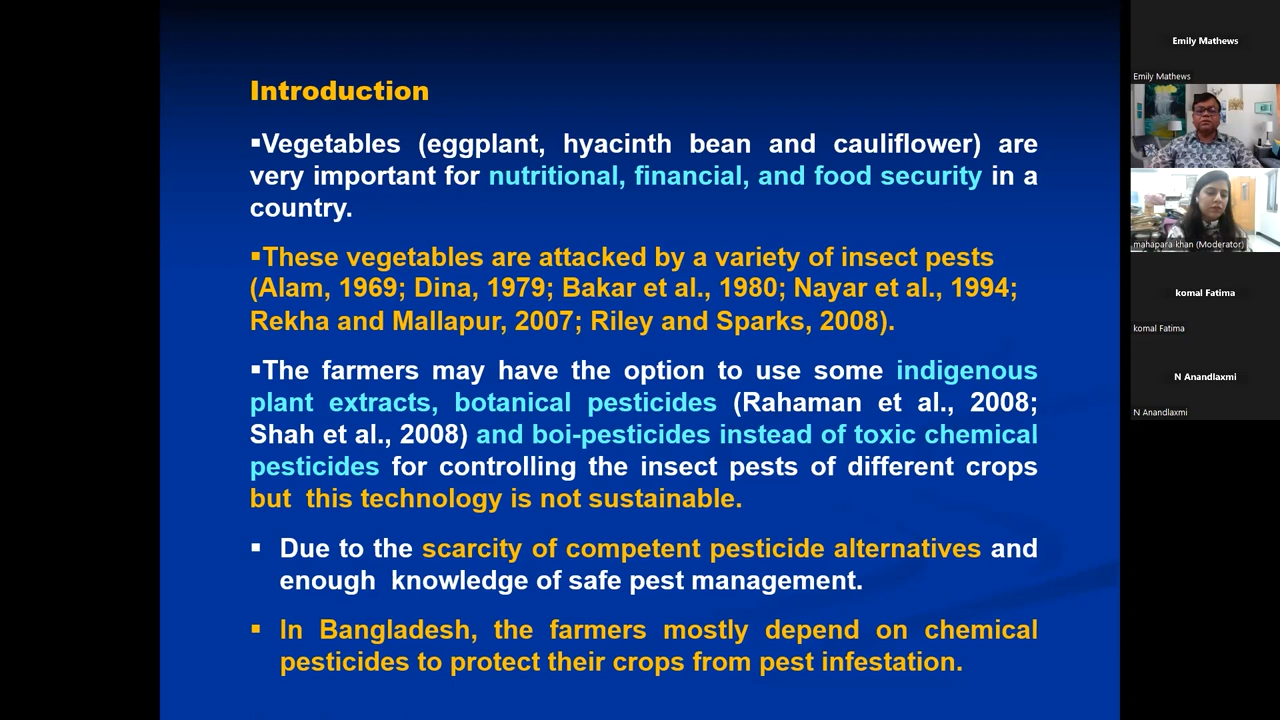 Introduction
▪Vegetables (eggplant, hyacinth bean and cauliflower) are
very important for nutritional, financial, and food security in a
country.
▪These vegetables are attacked by a variety of insect pests
(Alam, 1969; Dina, 1979; Bakar et al., 1980; Nayar et al., 1994;
Rekha and Mallapur, 2007; Riley and Sparks, 2008).
▪The farmers may have the option to use some indigenous
plant extracts, botanical pesticides (Rahaman et al., 2008;
Shah et al., 2008) and boi-pesticides instead of toxic chemical
pesticides for controlling the insect pests of different crops
but this technology is not sustainable.
▪ Due to the scarcity of competent pesticide alternatives and
enough knowledge of safe pest management.
▪ In Bangladesh, the farmers mostly depend on chemical
pesticides to protect their crops from pest infestation.
Emily Mathews
Emily Mathews
mahapara khan (Moderator)
komal Fatima
komal Fatima
N Anandlaxmi
N Anandlaxmi